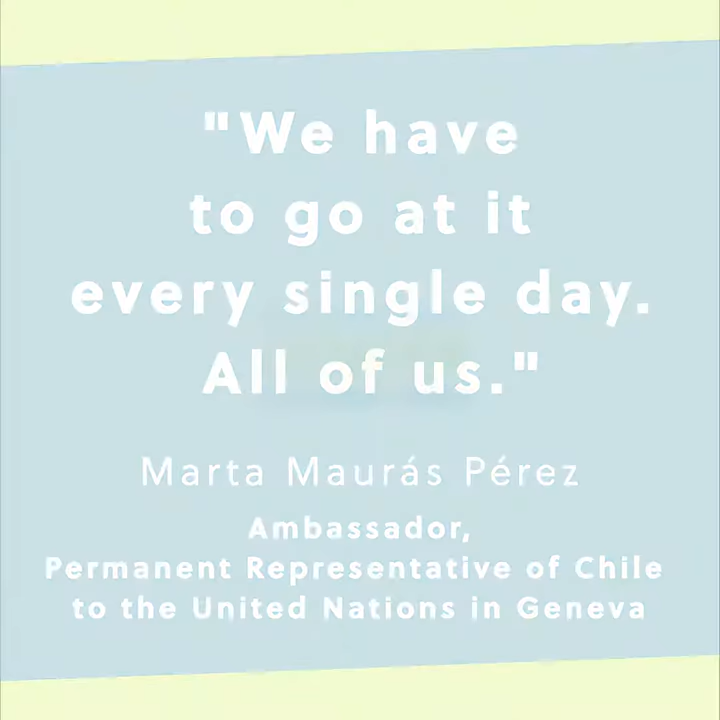 "We have
to go at it
every single day.
All of us."
Marta Maurás Pérez
Ambassador,
Permanent Representative of Chile
to the United Nations in Geneva